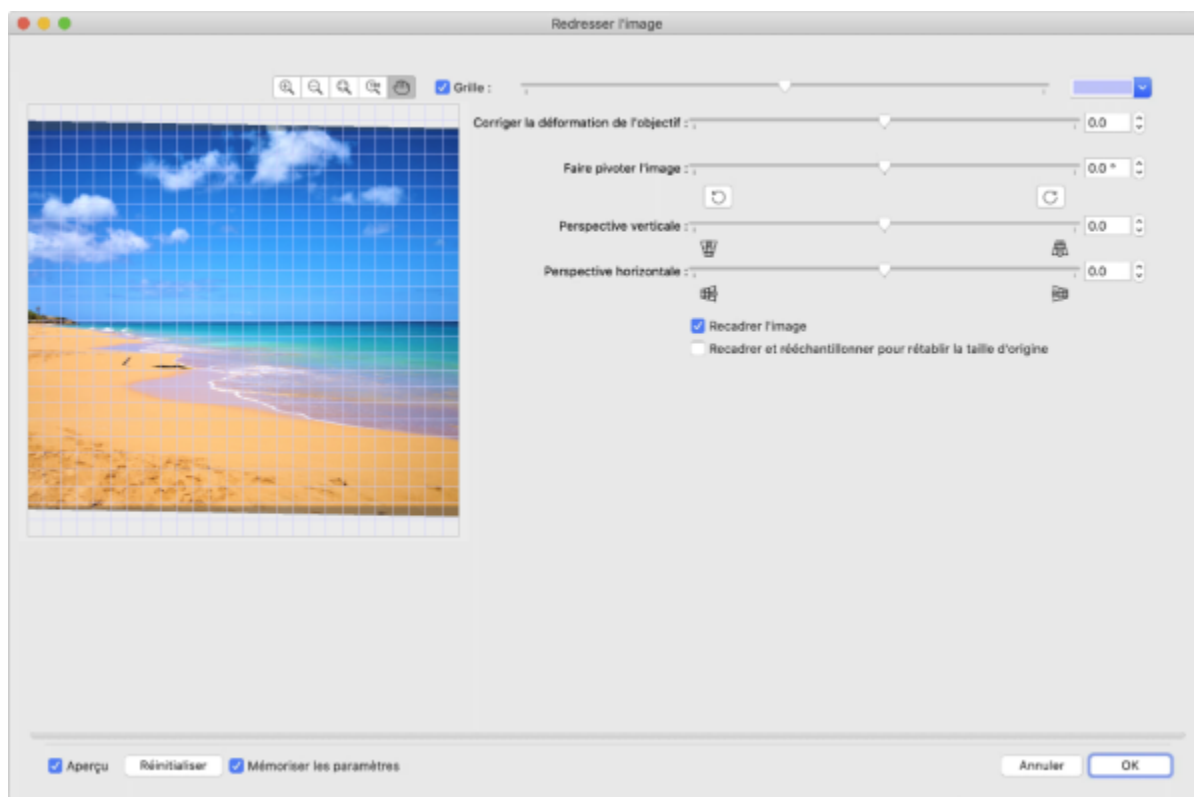 Redresser l'image
Grille :
Corriger la déformation de l'objectif : 0.0
Faire pivoter l'image : 0.0 °
Perspective verticale : 0.0
Perspective horizontale : 0.0
Recadrer l'image
Recadrer et rééchantillonner pour rétablir la taille d'origine
Aperçu Réinitialiser Mémoriser les paramètres Annuler OK